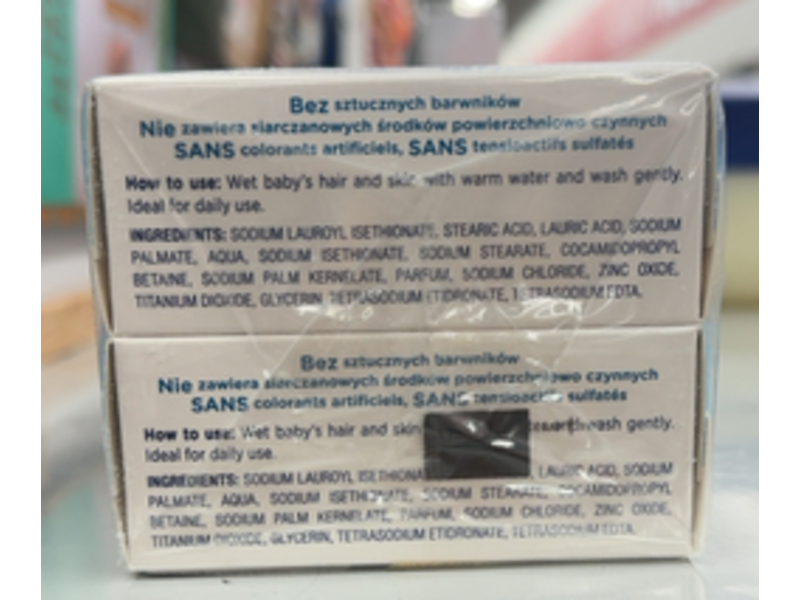 Bez sztucznych barwników
Nie zawiera siarczanowych środków powierzchniowo czynnych
SANS colorants artificiels, SANS tensioactifs sulfatés
How to use: Wet baby's hair and skin with warm water and wash gently.
Ideal for daily use.
INGREDIENTS: SODIUM LAUROYL ISETHIONATE, STEARIC ACID, LAURIC ACID, SODIUM
PALMATE, AQUA, SODIUM ISETHIONATE, SODIUM STEARATE, COCAMIDOPROPYL
BETAINE, SODIUM PALM KERNELATE, PARFUM, SODIUM CHLORIDE, ZINC OXIDE,
TITANIUM DIOXIDE, GLYCERIN, TETRASODIUM ETIDRONATE, TETRASODIUM EDTA.
Bez sztucznych barwników
Nie zawiera siarczanowych środków powierzchniowo czynnych
SANS colorants artificiels, SANS tensioactifs sulfatés
How to use: Wet baby's hair and skin wash gently.
Ideal for daily use.
INGREDIENTS: SODIUM LAUROYL LAURIC ACID, SODIUM
PALMATE, AQUA, SODIUM ISETHIONATE, SODIUM STEARATE, COCAMIDOPROPYL
BETAINE, SODIUM PALM KERNELATE, PARFUM, SODIUM CHLORIDE, ZINC OXIDE,
TITANIUM DIOXIDE, GLYCERIN, TETRASODIUM ETIDRONATE, TETRASODIUM EDTA.